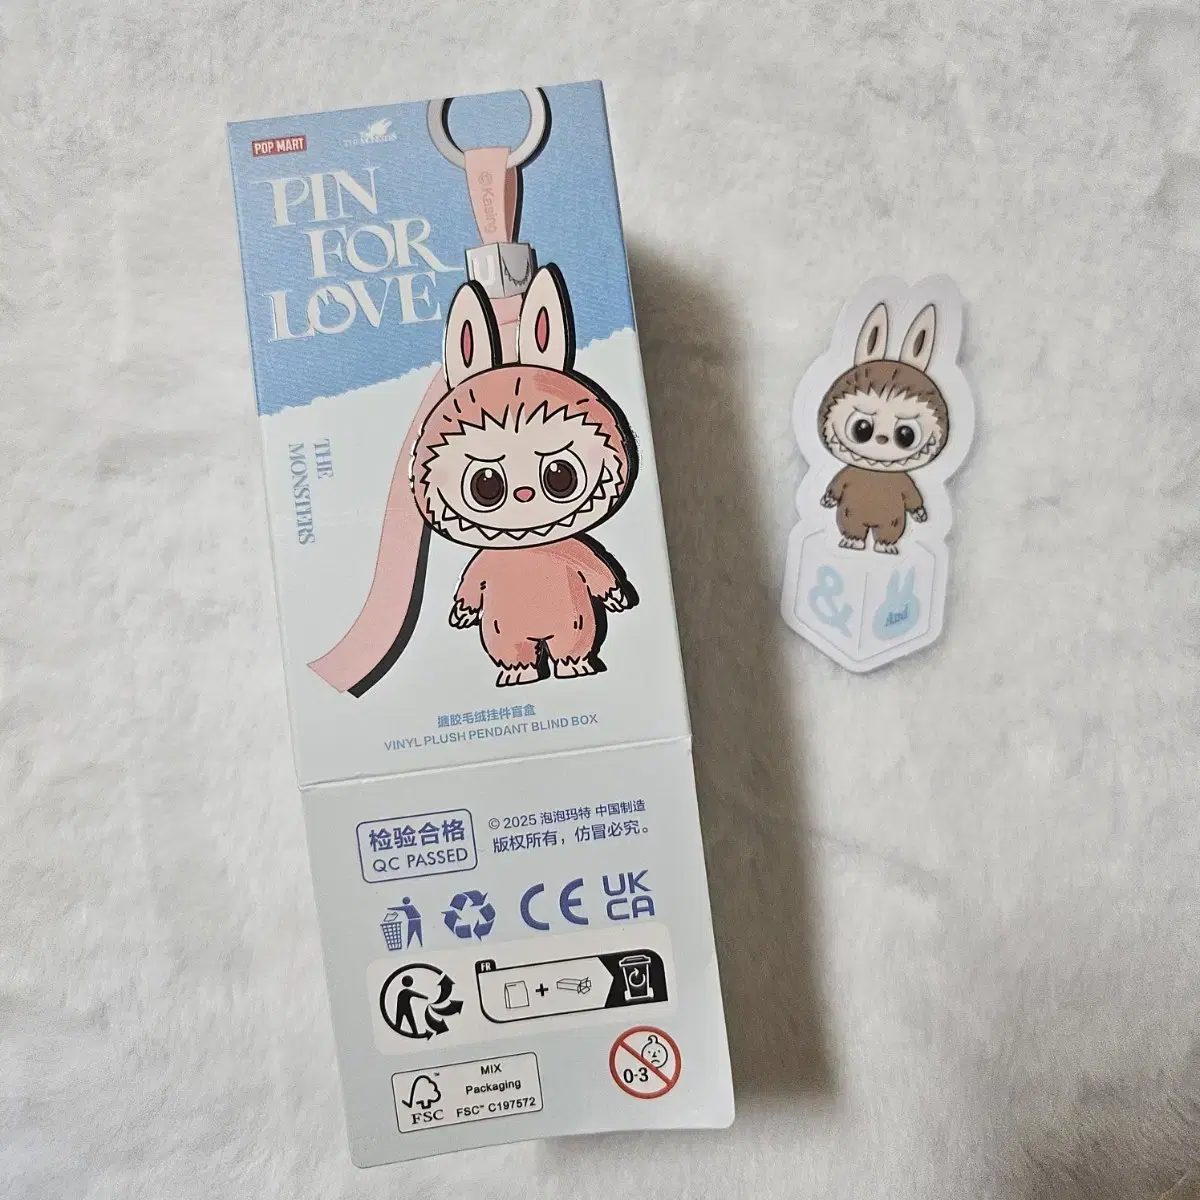 POP MART
THE MONSTERS
PIN
FOR
LOVE
Kasing
U
THE
MONSTERS
搪胶毛绒挂件盲盒
VINYL PLUSH PENDANT BLIND BOX
&
And
检验合格
QC PASSED
© 2025 泡泡玛特 中国制造
版权所有，仿冒必究。
CE
UK
CA
FR
+
0-3
FSC™
MIX
Packaging
FSC™ C197572